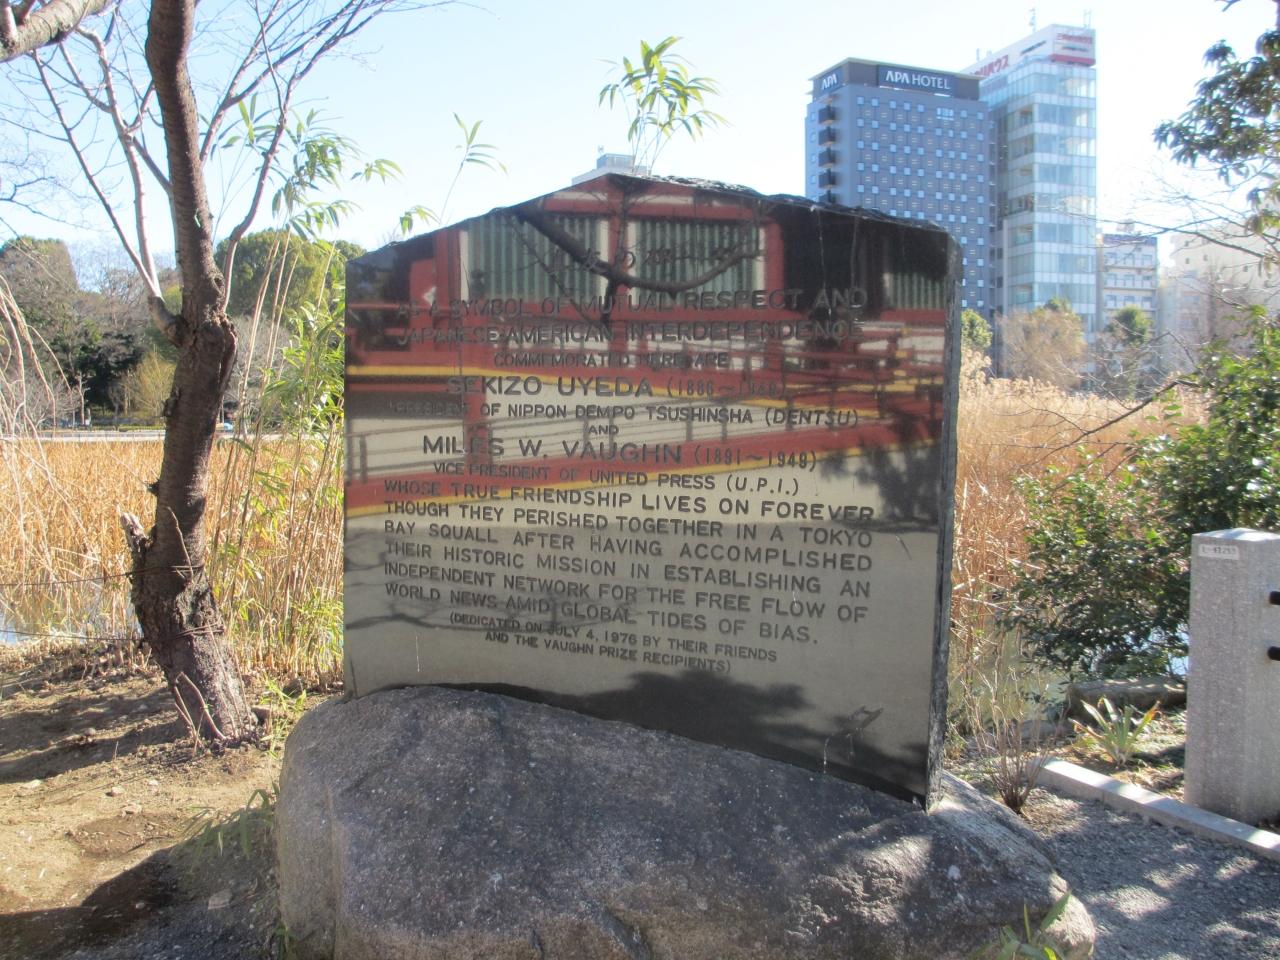 APA
APA HOTEL
AS A SYMBOL OF MUTUAL RESPECT AND
JAPANESE-AMERICAN INTERDEPENDENCE
COMMEMORATED HERE ARE
SEKIZO UYEDA (1886~1949)
PRESIDENT OF NIPPON DEMPO TSUSHINSHA (DENTSU)
AND
MILES W. VAUGHN (1891~1949)
VICE PRESIDENT OF UNITED PRESS (U.P.I.)
WHOSE TRUE FRIENDSHIP LIVES ON FOREVER
THOUGH THEY PERISHED TOGETHER IN A TOKYO
BAY SQUALL AFTER HAVING ACCOMPLISHED
THEIR HISTORIC MISSION IN ESTABLISHING AN
INDEPENDENT NETWORK FOR THE FREE FLOW OF
WORLD NEWS AMID GLOBAL TIDES OF BIAS.
(DEDICATED ON JULY 4, 1976 BY THEIR FRIENDS
AND THE VAUGHN PRIZE RECIPIENTS)